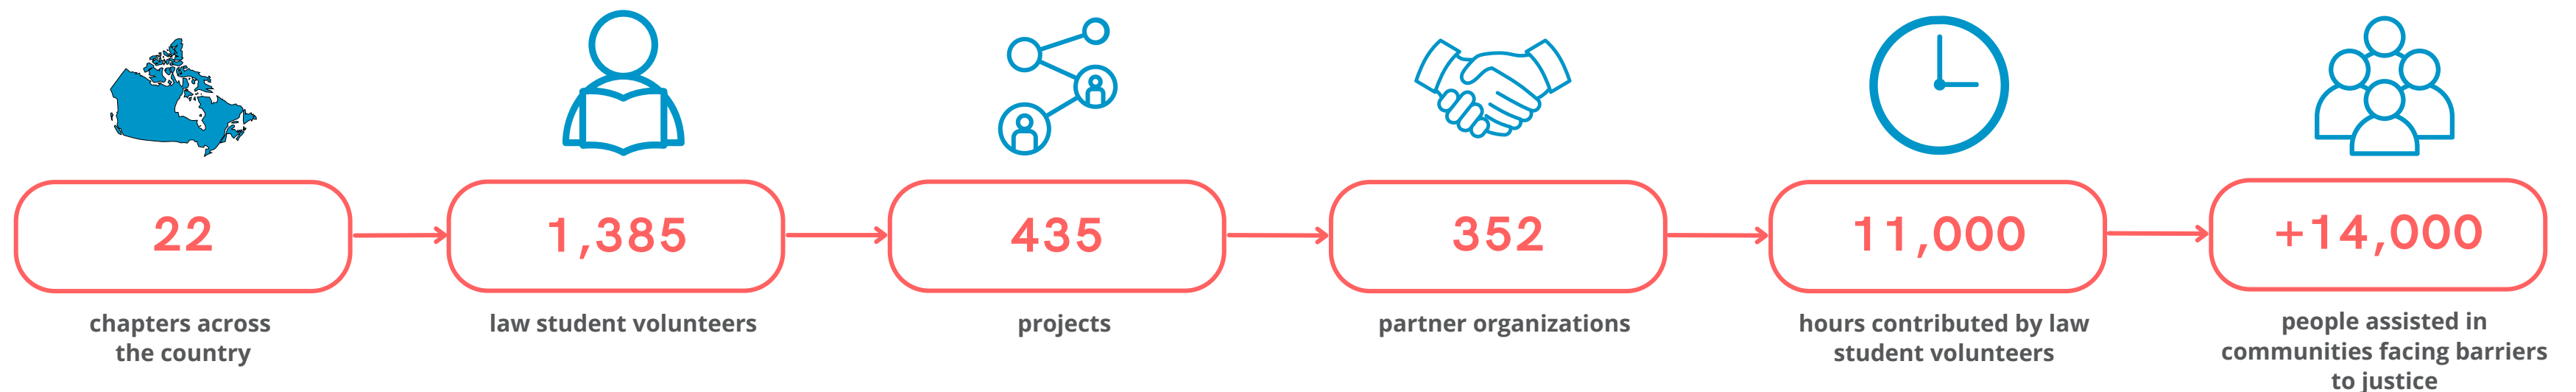 22
chapters across
the country
1,385
law student volunteers
435
projects
352
partner organizations
11,000
hours contributed by law
student volunteers
+14,000
people assisted in
communities facing barriers
to justice